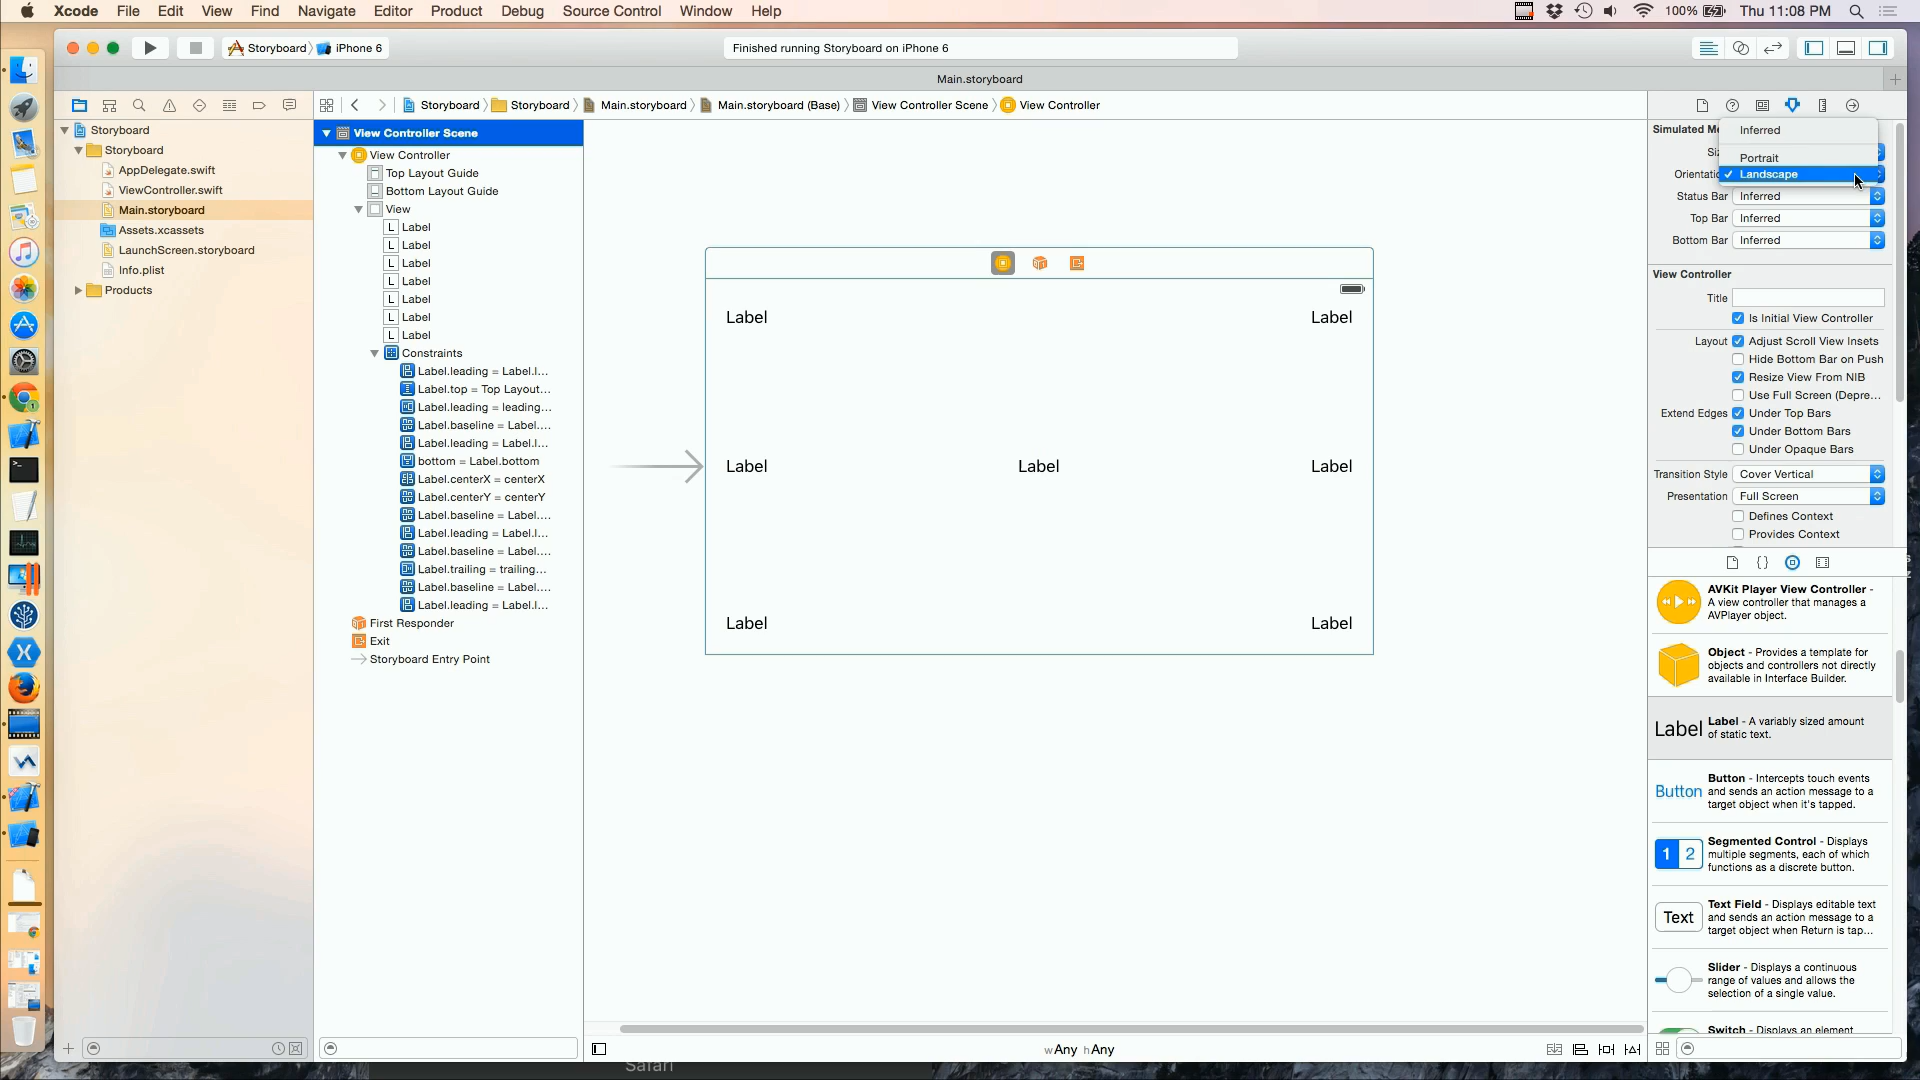 Xcode File Edit View Find Navigate Editor Product Debug Source Control Window Help 100% Thu 11:08 PM
Storyboard iPhone 6 Finished running Storyboard on iPhone 6
Main.storyboard
Storyboard Storyboard Main.storyboard Main.storyboard (Base) View Controller Scene View Controller
Storyboard
Storyboard
AppDelegate.swift
ViewController.swift
Main.storyboard
Assets.xcassets
LaunchScreen.storyboard
Info.plist
Products
View Controller Scene
View Controller
Top Layout Guide
Bottom Layout Guide
View
L Label
L Label
L Label
L Label
L Label
L Label
L Label
Constraints
Label.leading = Label.l...
Label.top = Top Layout...
Label.leading = leading...
Label.baseline = Label....
Label.leading = Label.l...
bottom = Label.bottom
Label.centerX = centerX
Label.centerY = centerY
Label.baseline = Label....
Label.leading = Label.l...
Label.baseline = Label....
Label.trailing = trailing...
Label.baseline = Label....
Label.leading = Label.l...
First Responder
Exit
Storyboard Entry Point
Label Label
Label Label Label
Label Label
wAny hAny
Simulated Me
Inferred
Siz
Portrait
Orientatio
Landscape
Status Bar Inferred
Top Bar Inferred
Bottom Bar Inferred
View Controller
Title
Is Initial View Controller
Layout Adjust Scroll View Insets
Hide Bottom Bar on Push
Resize View From NIB
Use Full Screen (Depre...
Extend Edges Under Top Bars
Under Bottom Bars
Under Opaque Bars
Transition Style Cover Vertical
Presentation Full Screen
Defines Context
Provides Context
AVKit Player View Controller -
A view controller that manages a
AVPlayer object.
Object - Provides a template for
objects and controllers not directly
available in Interface Builder.
Label
Label - A variably sized amount
of static text.
Button
Button - Intercepts touch events
and sends an action message to a
target object when it's tapped.
1 2
Segmented Control - Displays
multiple segments, each of which
functions as a discrete button.
Text
Text Field - Displays editable text
and sends an action message to a
target object when Return is tap...
Slider - Displays a continuous
range of values and allows the
selection of a single value.
Switch - Displays an element
Safari